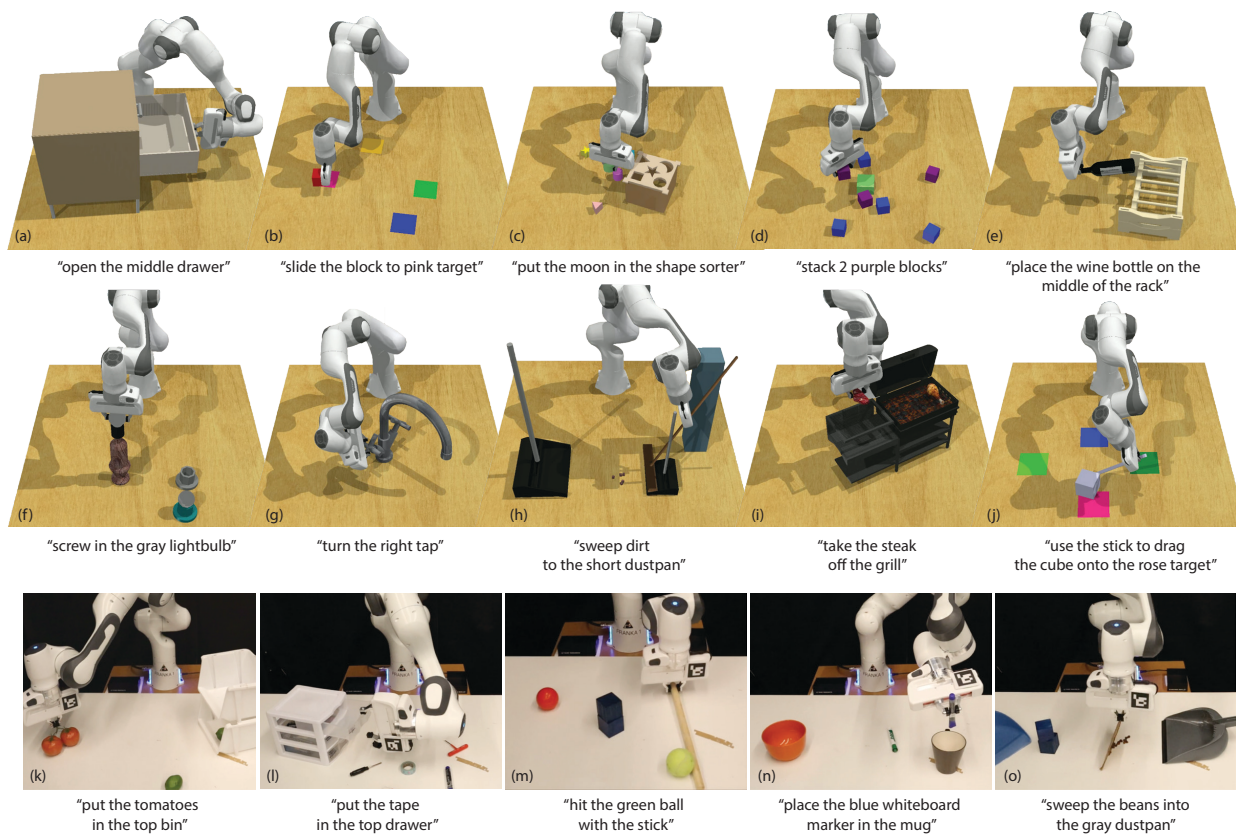 (a)
(b)
(c)
(d)
(e)
“open the middle drawer”
“slide the block to pink target”
“put the moon in the shape sorter”
“stack 2 purple blocks”
“place the wine bottle on the
middle of the rack”
(f)
(g)
(h)
(i)
(j)
“screw in the gray lightbulb”
“turn the right tap”
“sweep dirt
to the short dustpan”
“take the steak
off the grill”
“use the stick to drag
the cube onto the rose target”
(k)
(l)
(m)
(n)
(o)
“put the tomatoes
in the top bin”
“put the tape
in the top drawer”
“hit the green ball
with the stick”
“place the blue whiteboard
marker in the mug”
“sweep the beans into
the gray dustpan”